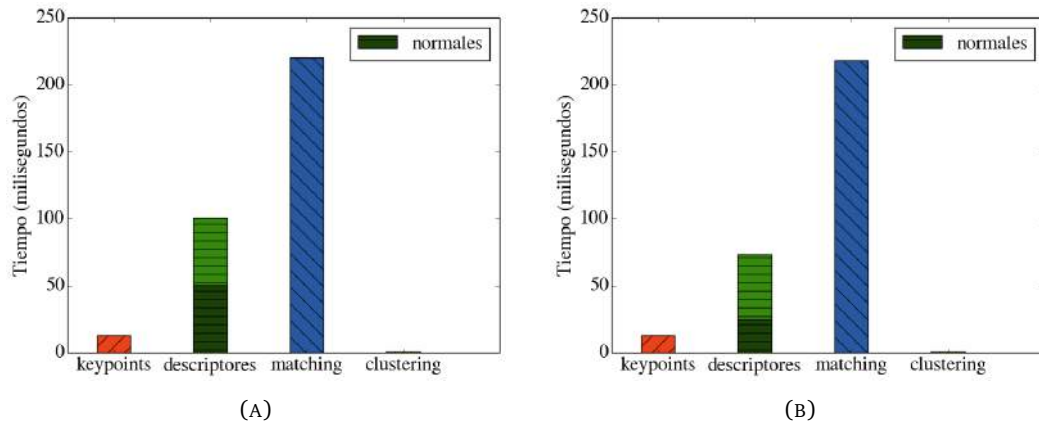 250
200
150
100
50
0
Tiempo (milisegundos)
normales
keypoints descriptores matching clustering
(A)
250
200
150
100
50
0
Tiempo (milisegundos)
normales
keypoints descriptores matching clustering
(B)